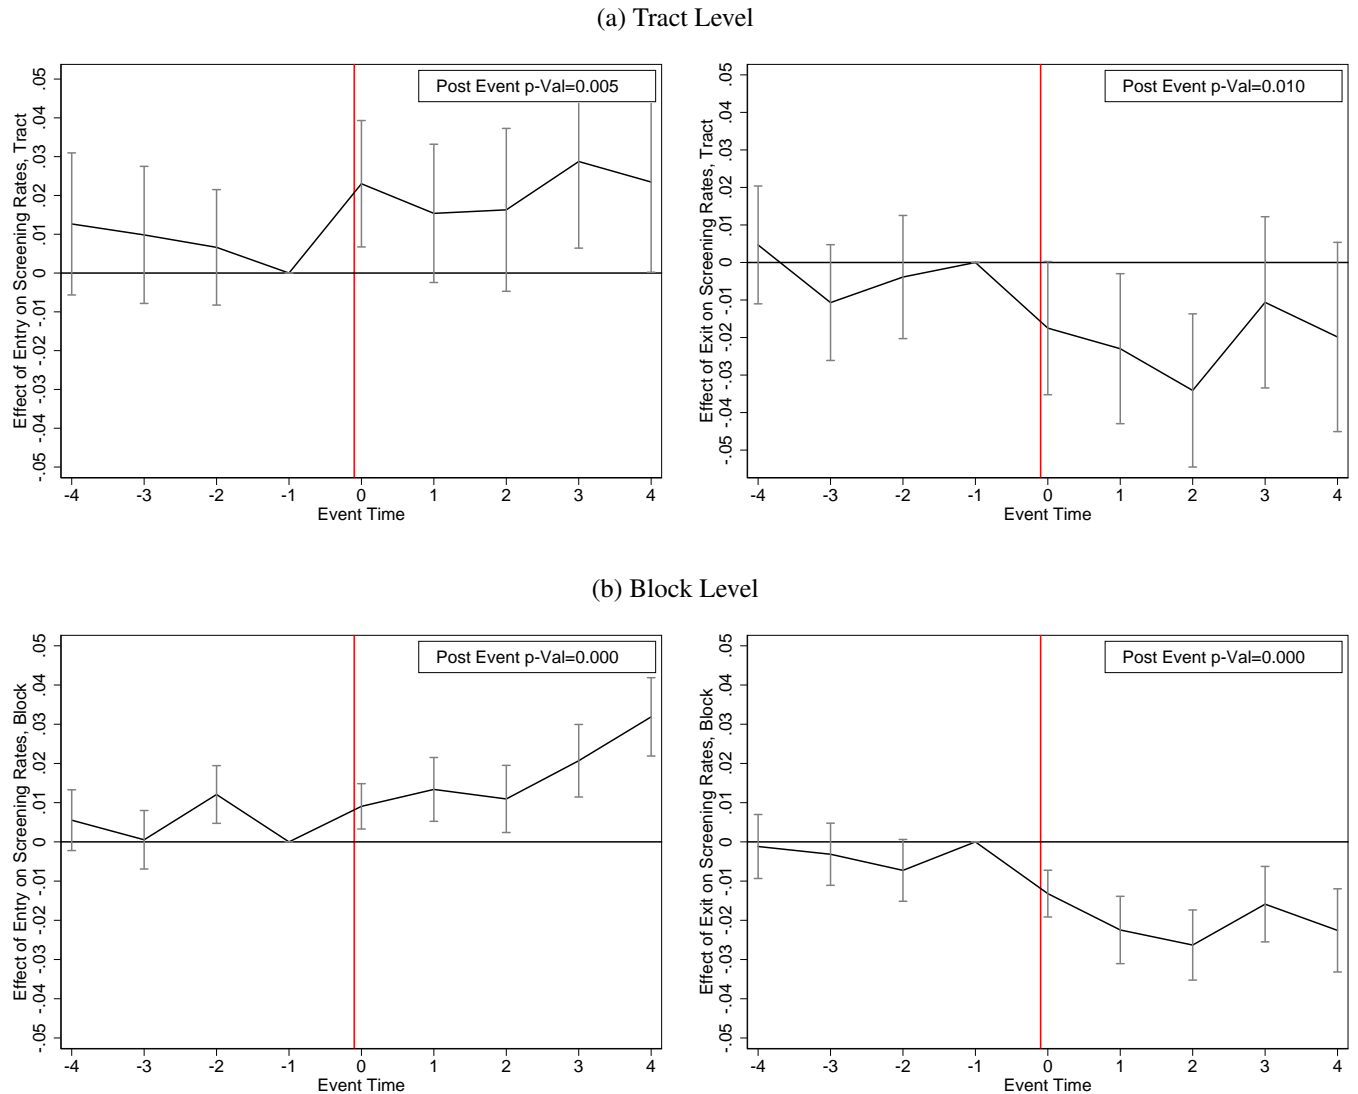 (a) Tract Level
Post Event p-Val=0.005
Effect of Entry on Screening Rates, Tract
.05
.04
.03
.02
.01
0
-.01
-.02
-.03
-.04
-.05
-4 -3 -2 -1 0 1 2 3 4
Event Time
Post Event p-Val=0.010
Effect of Exit on Screening Rates, Tract
.05
.04
.03
.02
.01
0
-.01
-.02
-.03
-.04
-.05
-4 -3 -2 -1 0 1 2 3 4
Event Time
(b) Block Level
Post Event p-Val=0.000
Effect of Entry on Screening Rates, Block
.05
.04
.03
.02
.01
0
-.01
-.02
-.03
-.04
-.05
-4 -3 -2 -1 0 1 2 3 4
Event Time
Post Event p-Val=0.000
Effect of Exit on Screening Rates, Block
.05
.04
.03
.02
.01
0
-.01
-.02
-.03
-.04
-.05
-4 -3 -2 -1 0 1 2 3 4
Event Time